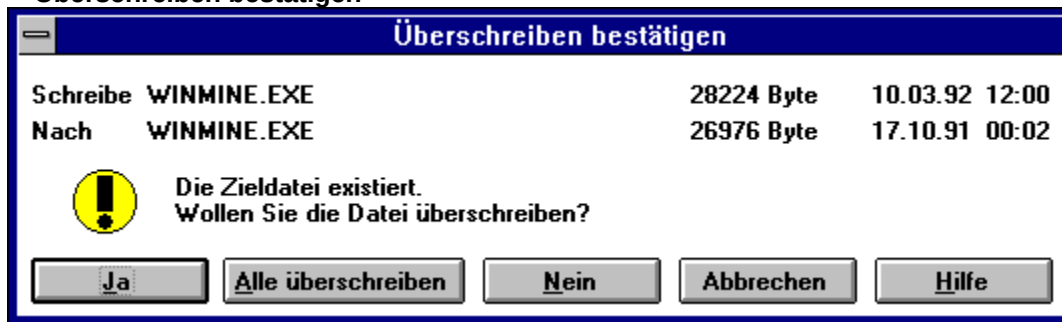 Überschreiben bestätigen
Überschreiben bestätigen
Schreibe WINMINE.EXE 28224 Byte 10.03.92 12:00
Nach WINMINE.EXE 26976 Byte 17.10.91 00:02
Die Zieldatei existiert.
Wollen Sie die Datei überschreiben?
Ja Alle überschreiben Nein Abbrechen Hilfe